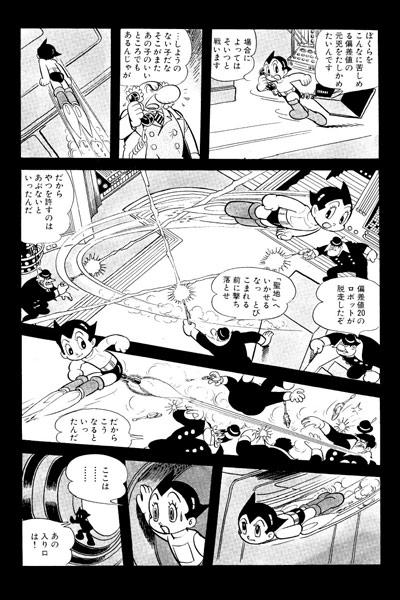 ぼくらを
こんなに苦しめ
る偏差値の
元兇をたしかめ
たいんです
場合に
よっては
そいつと
戦います
…しようの
ない子だな
そこがまた
あの子のいい
ところでも
あるんじゃが
偏差値20の
ロボットが
脱走したぞ
「聖地」へ
いかせる
なっ とび
こまれる
前に撃ち
落とせ
だから
やつを許すのは
あぶないと
いったんだ
だから
こう
なると
いっ
たんだ
ここは
……
……
あの
入り口
は!